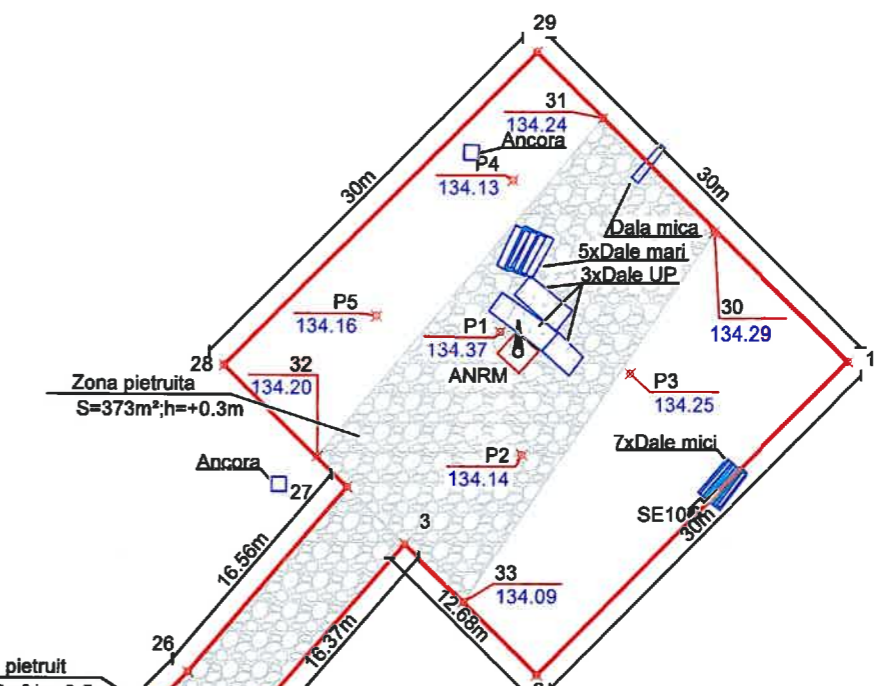 29
31
134.24
Ancora
P4
134.13
30m
30m
Dala mica
5xDale mari
3xDale UP
P5
134.16
P1
134.37
ANRM
30
134.29
1
28
32
134.20
Zona pietruita
S=373m²;h=+0.3m
P3
134.25
Ancora
27
P2
134.14
7xDale mici
SE10
30m
3
16.56m
33
134.09
12.68m
16.37m
26
pietruit